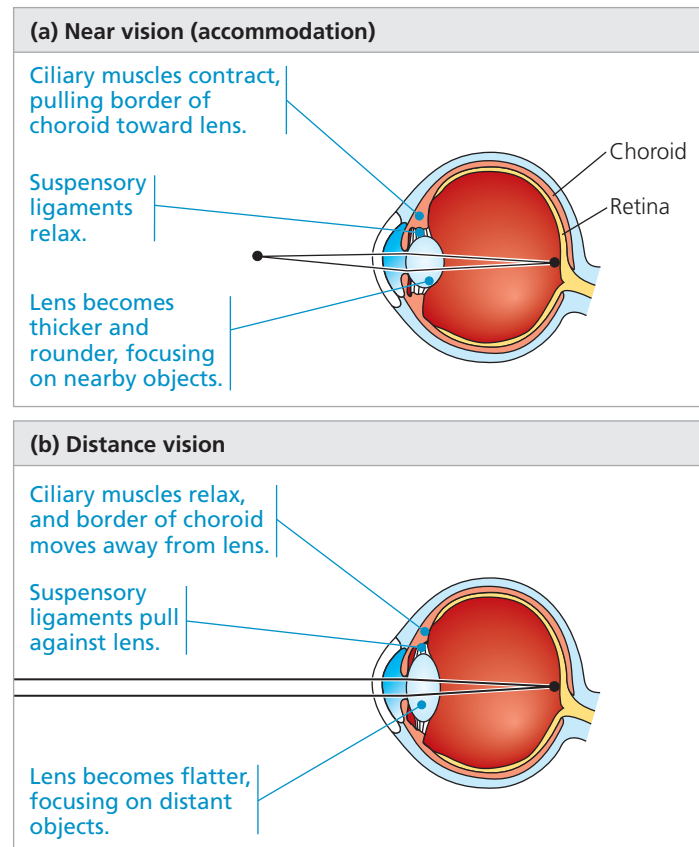 (a) Near vision (accommodation)
Ciliary muscles contract,
pulling border of
choroid toward lens.
Suspensory
ligaments
relax.
Lens becomes
thicker and
rounder, focusing
on nearby objects.
Choroid
Retina
(b) Distance vision
Ciliary muscles relax,
and border of choroid
moves away from lens.
Suspensory
ligaments pull
against lens.
Lens becomes flatter,
focusing on distant
objects.